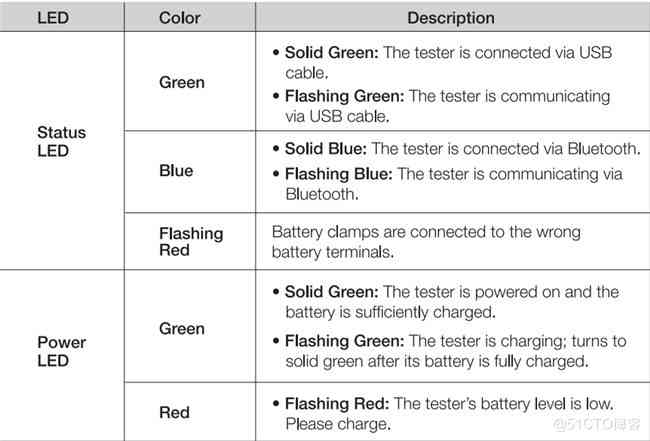 LED Color Description
• Solid Green: The tester is connected via USB
cable.
Green
• Flashing Green: The tester is communicating
via USB cable.
Status
LED
• Solid Blue: The tester is connected via Bluetooth.
Blue
• Flashing Blue: The tester is communicating via
Bluetooth.
Flashing
Red
Battery clamps are connected to the wrong
battery terminals.
• Solid Green: The tester is powered on and the
battery is sufficiently charged.
Green
• Flashing Green: The tester is charging; turns to
solid green after its battery is fully charged.
Power
LED
Red
• Flashing Red: The tester's battery level is low.
Please charge.
@51CTO博客